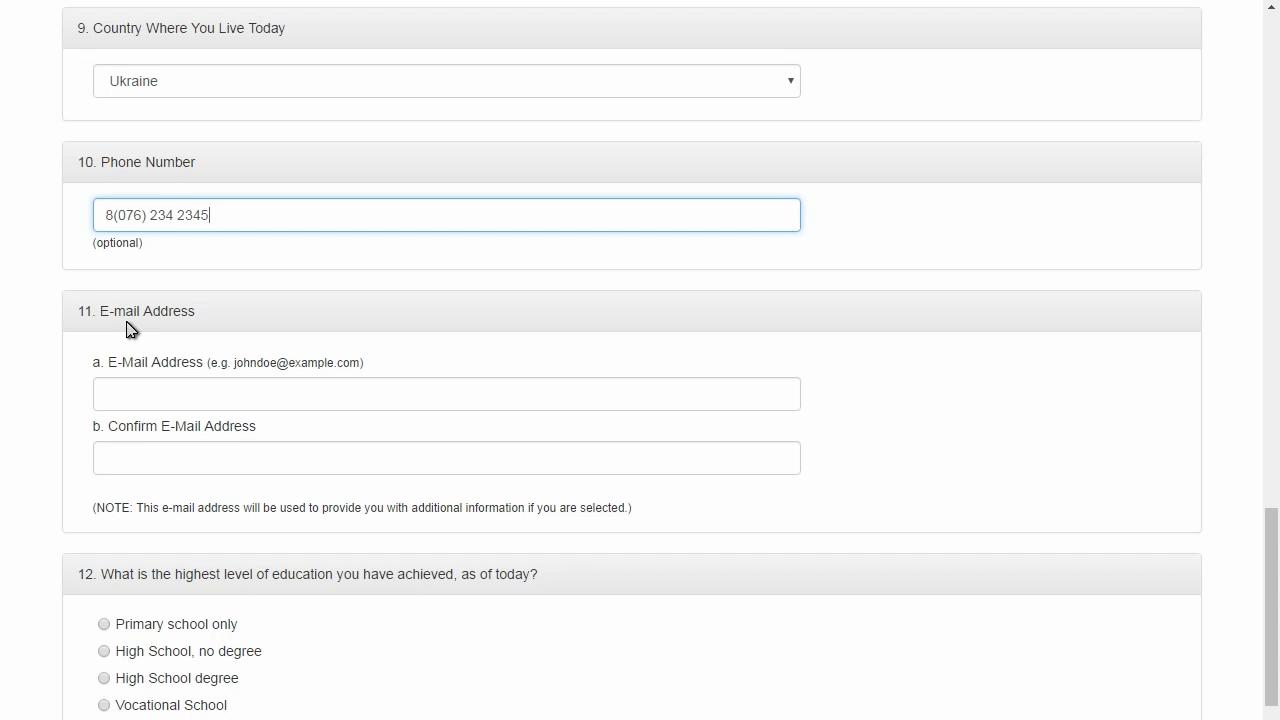 9. Country Where You Live Today
Ukraine
10. Phone Number
8(076) 234 2345
(optional)
11. E-mail Address
a. E-Mail Address (e.g. johndoe@example.com)
b. Confirm E-Mail Address
(NOTE: This e-mail address will be used to provide you with additional information if you are selected.)
12. What is the highest level of education you have achieved, as of today?
Primary school only
High School, no degree
High School degree
Vocational School